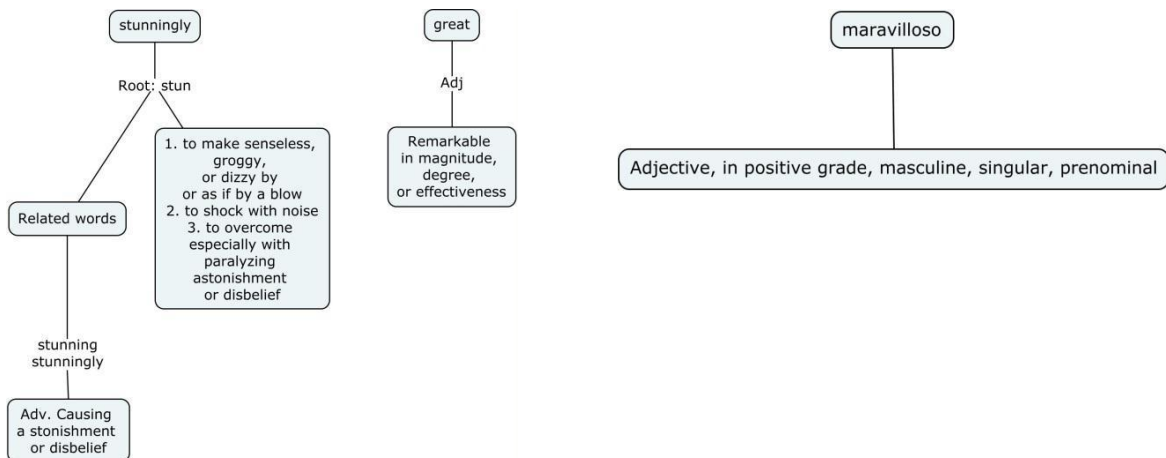 stunningly
Root: stun
1. to make senseless,
groggy,
or dizzy by
or as if by a blow
2. to shock with noise
3. to overcome
especially with
paralyzing
astonishment
or disbelief
Related words
stunning
stunningly
Adv. Causing
a stonishment
or disbelief
great
Adj
Remarkable
in magnitude,
degree,
or effectiveness
maravilloso
Adjective, in positive grade, masculine, singular, prenominal